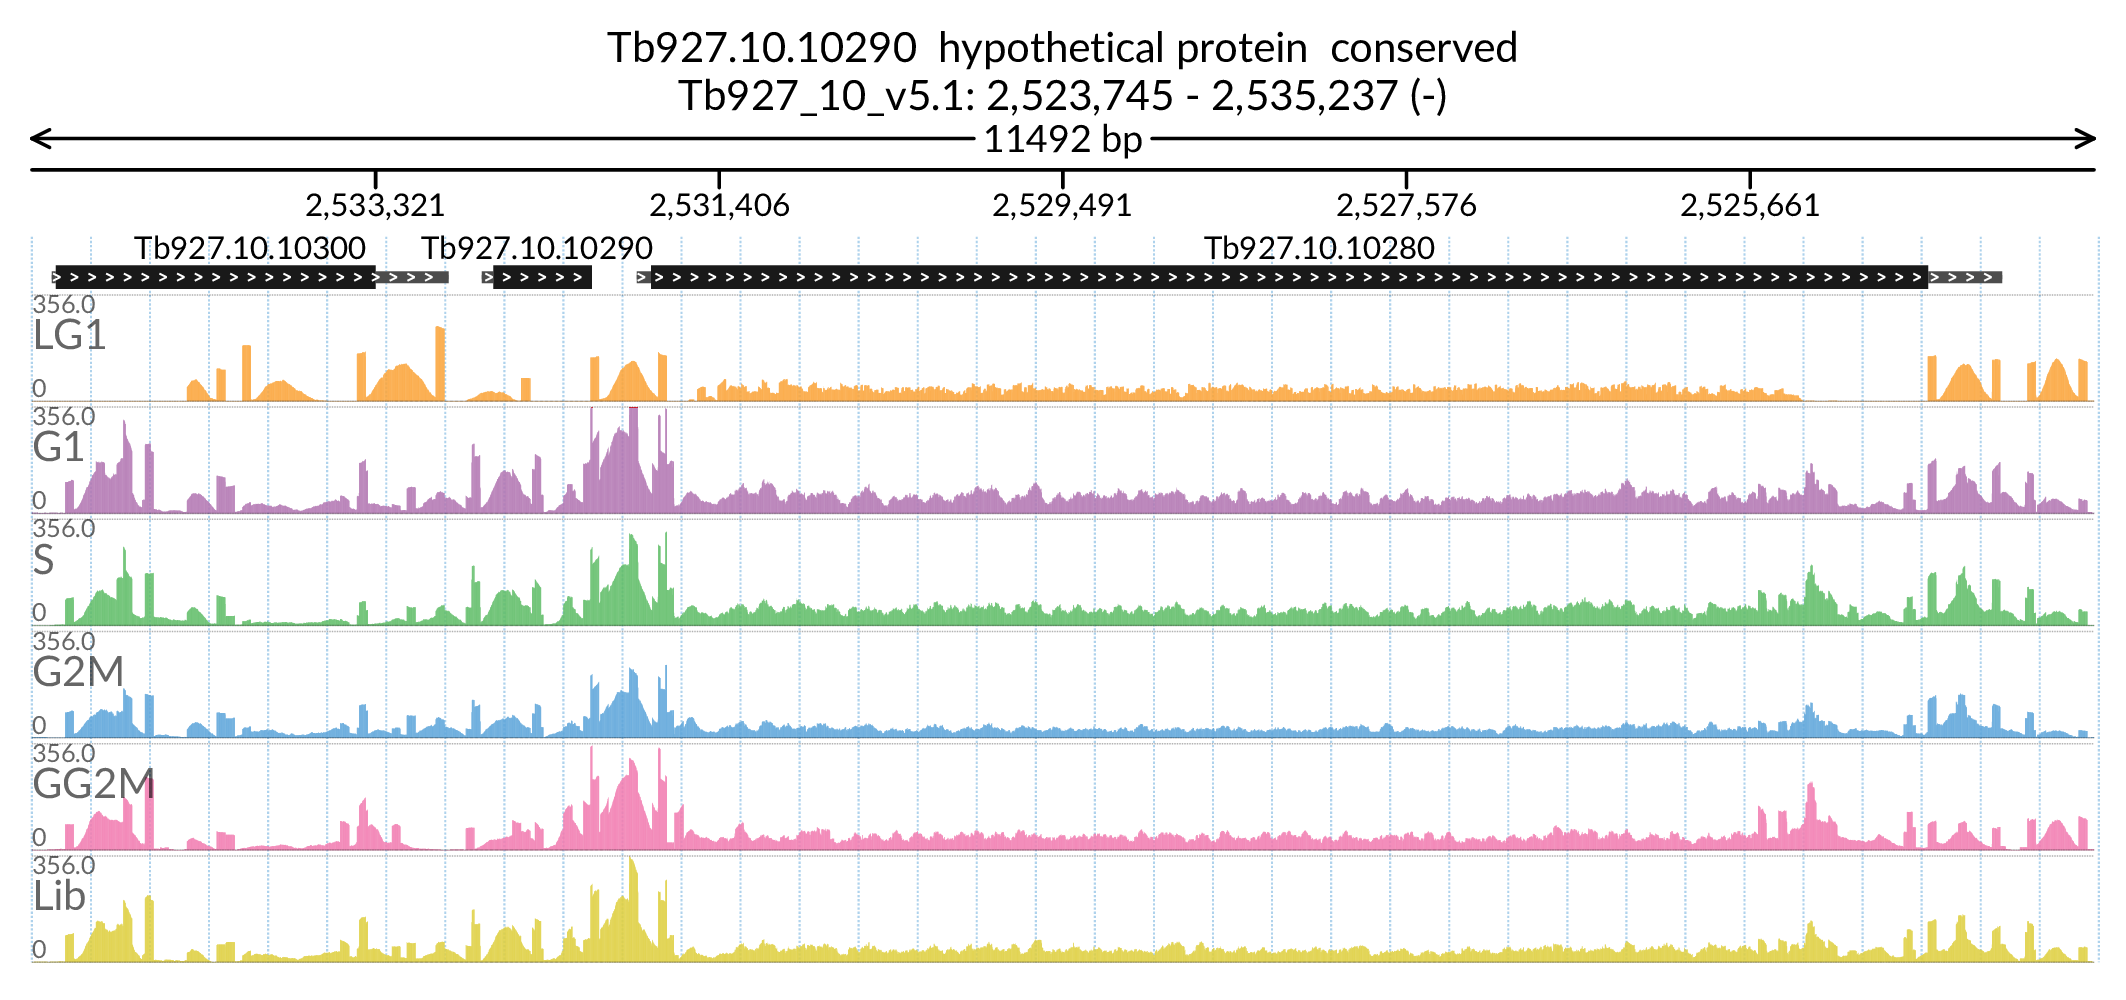 Tb927.10.10290  hypothetical protein  conserved
Tb927_10_v5.1: 2,523,745 - 2,535,237 (-)
11492 bp
2,533,321 2,531,406 2,529,491 2,527,576 2,525,661
Tb927.10.10300 Tb927.10.10290 Tb927.10.10280
356.0
LG1
0
356.0
G1
0
356.0
S
0
356.0
G2M
0
356.0
GG2M
0
356.0
Lib
0